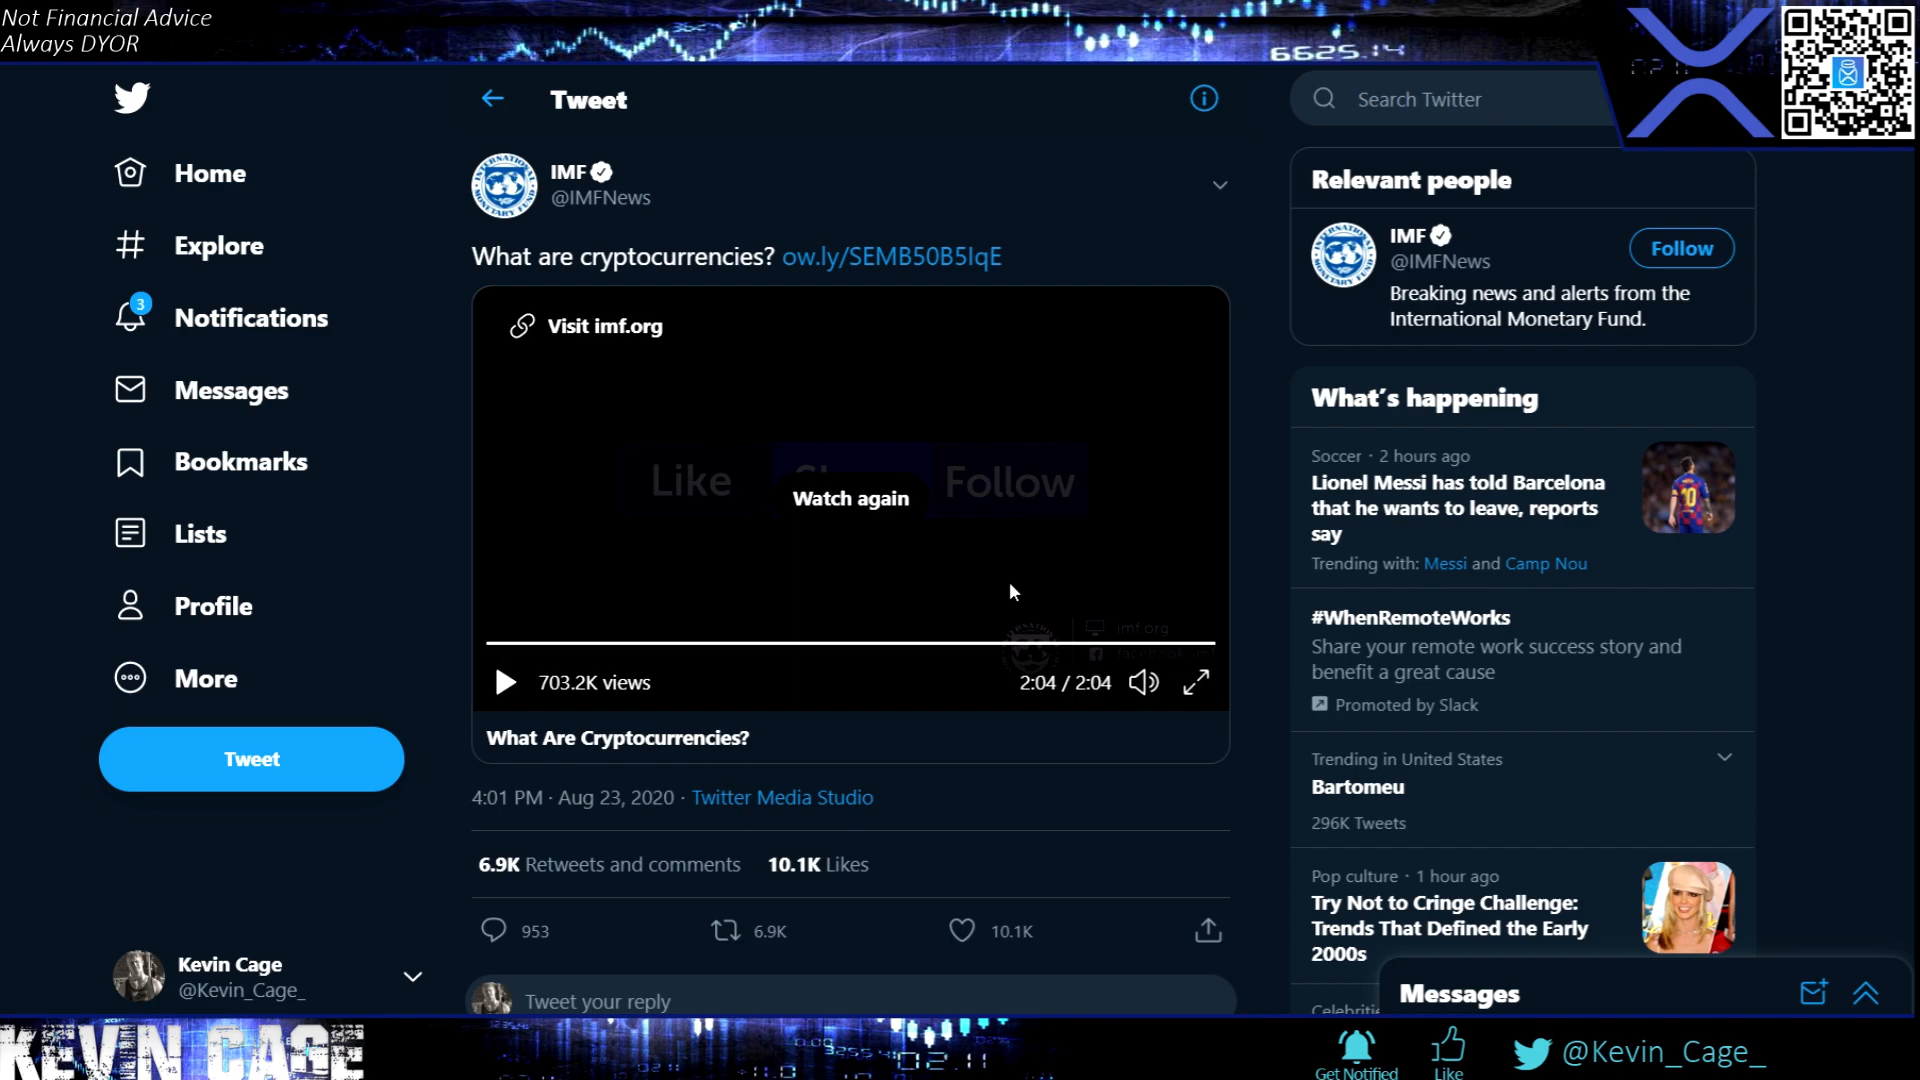 Not Financial Advice
Always DYOR
6625.14
Home
Explore
3
Notifications
Messages
Bookmarks
Lists
Profile
More
Tweet
Kevin Cage
@Kevin_Cage_
Tweet
IMF
@IMFNews
What are cryptocurrencies? ow.ly/SEMB50B5IqE
Visit imf.org
Like
Follow
Watch again
imf.org
703.2K views
2:04 / 2:04
What Are Cryptocurrencies?
4:01 PM · Aug 23, 2020 · Twitter Media Studio
6.9K Retweets and comments 10.1K Likes
953
6.9K
10.1K
Tweet your reply
Search Twitter
Relevant people
IMF
@IMFNews
Follow
Breaking news and alerts from the
International Monetary Fund.
What's happening
Soccer · 2 hours ago
Lionel Messi has told Barcelona
that he wants to leave, reports
say
Trending with: Messi and Camp Nou
#WhenRemoteWorks
Share your remote work success story and
benefit a great cause
Promoted by Slack
Trending in United States
Bartomeu
296K Tweets
Pop culture · 1 hour ago
Try Not to Cringe Challenge:
Trends That Defined the Early
2000s
Messages
KEVIN CAGE
02.11
Get Notified
Like
@Kevin_Cage_